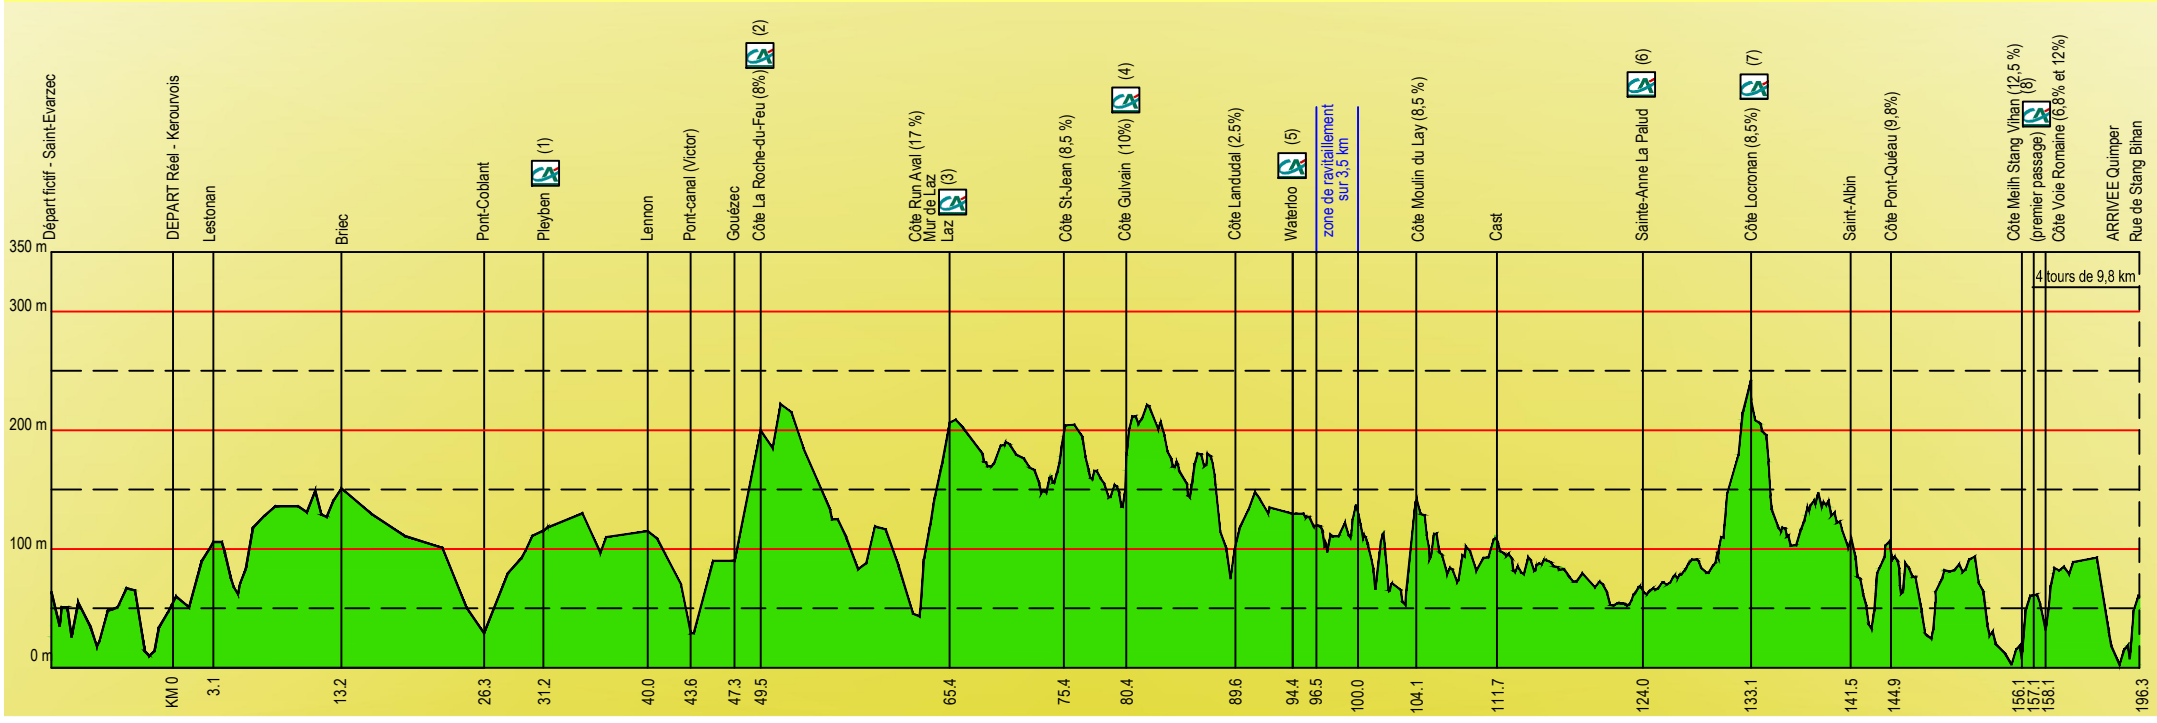 Départ fictif - Saint-Evarzec
DEPART Réel - Kerourvois
Lestonan
Briec
Pont-Coblant
Pleyben
CA
(1)
Lennon
Pont-canal (Victor)
Gouézec
Côte La Roche-du-Feu (8%)
CA
(2)
Côte Run Aval (17 %)
Mur de Laz
Laz
CA
(3)
Côte St-Jean (8,5 %)
Côte Gulvain (10%)
CA
(4)
Côte Landudal (2.5%)
Waterloo
CA
(5)
zone de ravitaillement
sur 3,5 km
Côte Moulin du Lay (8,5 %)
Cast
Sainte-Anne La Palud
CA
(6)
Côte Locronan (8,5%)
CA
(7)
Saint-Albin
Côte Pont-Quéau (9,8%)
Côte Meilh Stang Vihan (12,5 %)
(premier passage)
CA
(8)
Côte Voie Romaine (6,8% et 12%)
ARRIVEE Quimper
Rue de Stang Bihan
4 tours de 9,8 km
350 m
300 m
200 m
100 m
0 m
KM 0
3.1
13.2
26.3
31.2
40.0
43.6
47.3
49.5
65.4
75.4
80.4
89.6
94.4
96.5
100.0
104.1
111.7
124.0
133.1
141.5
144.9
156.1
157.1
158.1
196.3